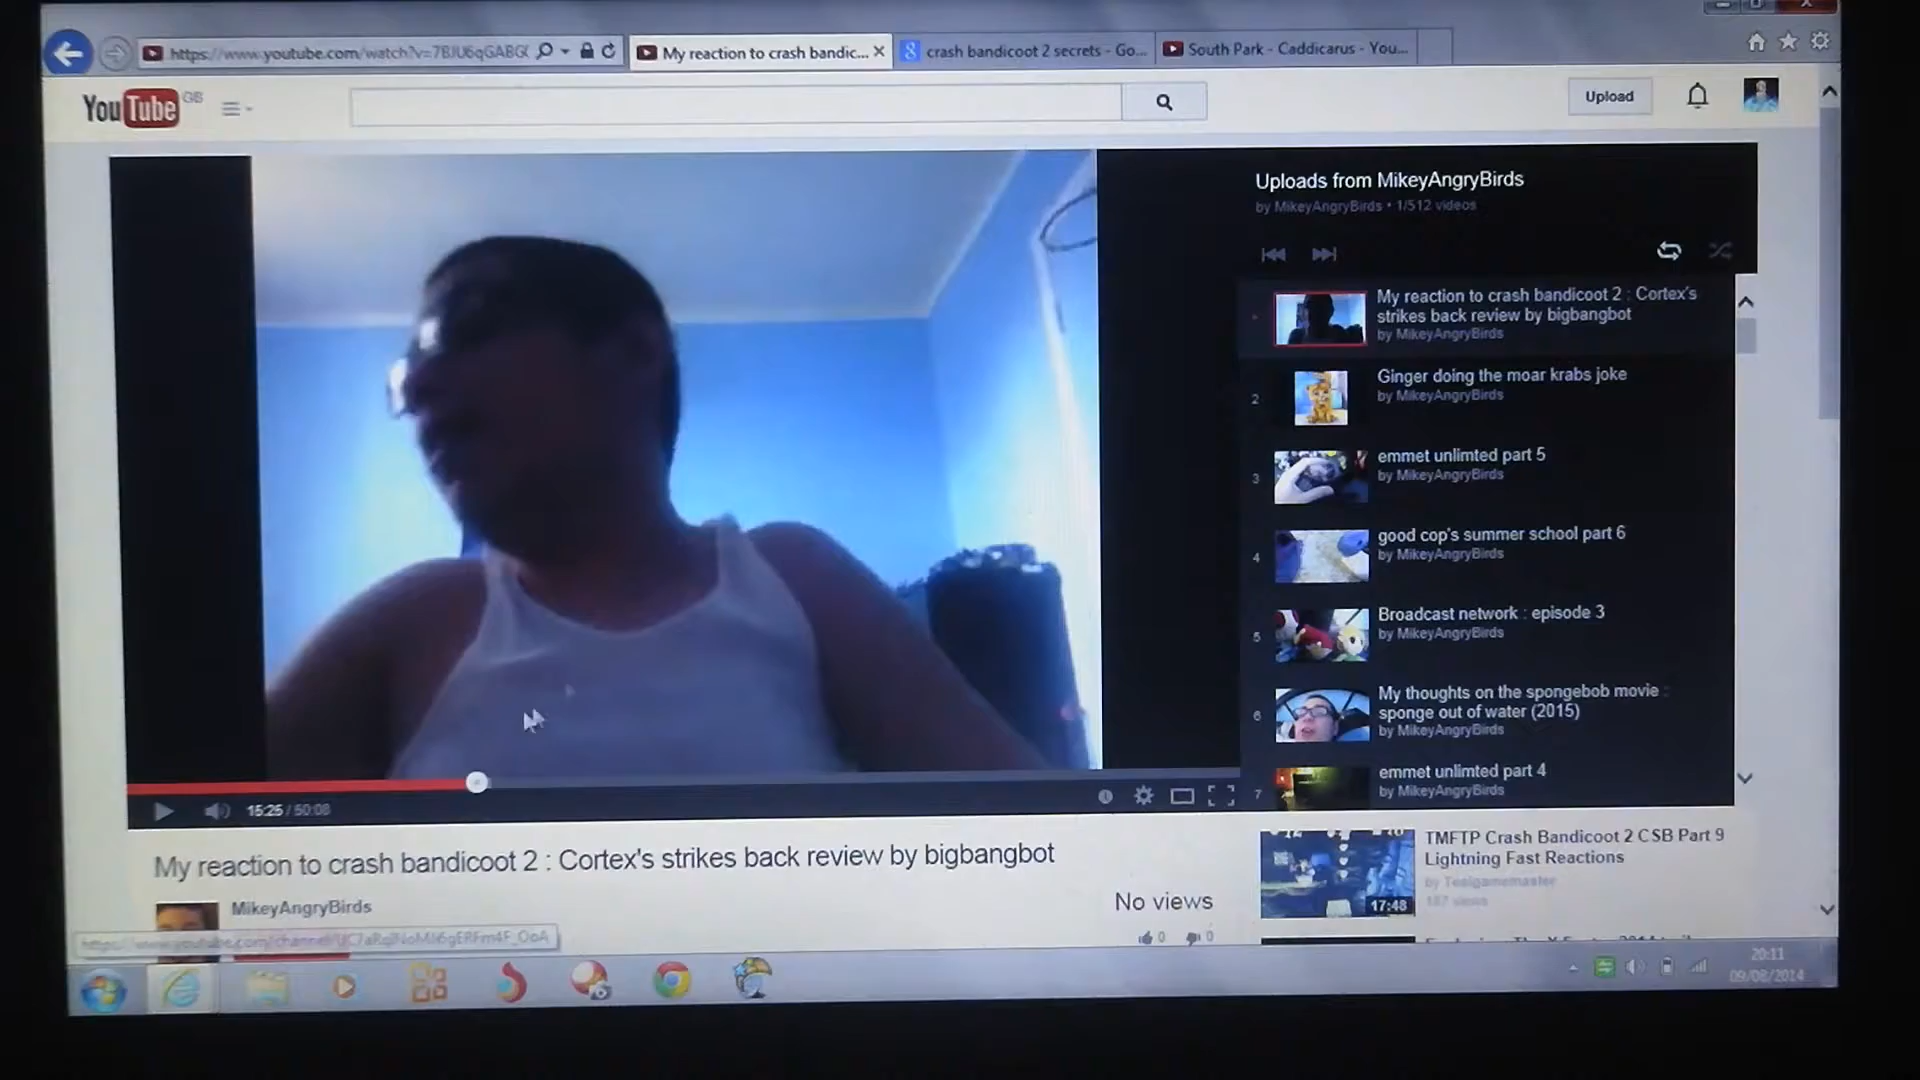 https://www.youtube.com/watch?v=7BJU6qGABG
My reaction to crash bandic...
crash bandicoot 2 secrets - Go...
South Park - Caddicarus - You...
YouTube GB
Upload
Uploads from MikeyAngryBirds
by MikeyAngryBirds • 1/512 videos
My reaction to crash bandicoot 2 : Cortex's
strikes back review by bigbangbot
by MikeyAngryBirds
2
Ginger doing the moar krabs joke
by MikeyAngryBirds
3
emmet unlimted part 5
by MikeyAngryBirds
4
good cop's summer school part 6
by MikeyAngryBirds
5
Broadcast network : episode 3
by MikeyAngryBirds
6
My thoughts on the spongebob movie :
sponge out of water (2015)
by MikeyAngryBirds
7
emmet unlimted part 4
by MikeyAngryBirds
15:25 / 50:08
My reaction to crash bandicoot 2 : Cortex's strikes back review by bigbangbot
MikeyAngryBirds
No views
0
0
TMFTP Crash Bandicoot 2 CSB Part 9
Lightning Fast Reactions
17:48
20:11
09/08/2014